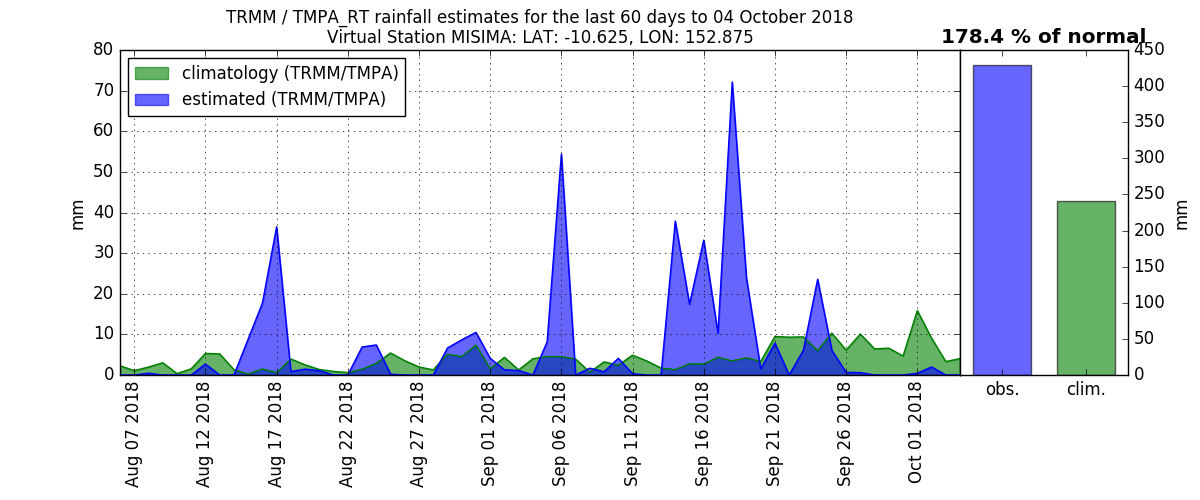 TRMM / TMPA_RT rainfall estimates for the last 60 days to 04 October 2018
Virtual Station MISIMA: LAT: -10.625, LON: 152.875
178.4 % of normal
climatology (TRMM/TMPA)
estimated (TRMM/TMPA)
mm
80
70
60
50
40
30
20
10
0
Aug 07 2018
Aug 12 2018
Aug 17 2018
Aug 22 2018
Aug 27 2018
Sep 01 2018
Sep 06 2018
Sep 11 2018
Sep 16 2018
Sep 21 2018
Sep 26 2018
Oct 01 2018
obs.
clim.
450
400
350
300
250
200
150
100
50
0
mm